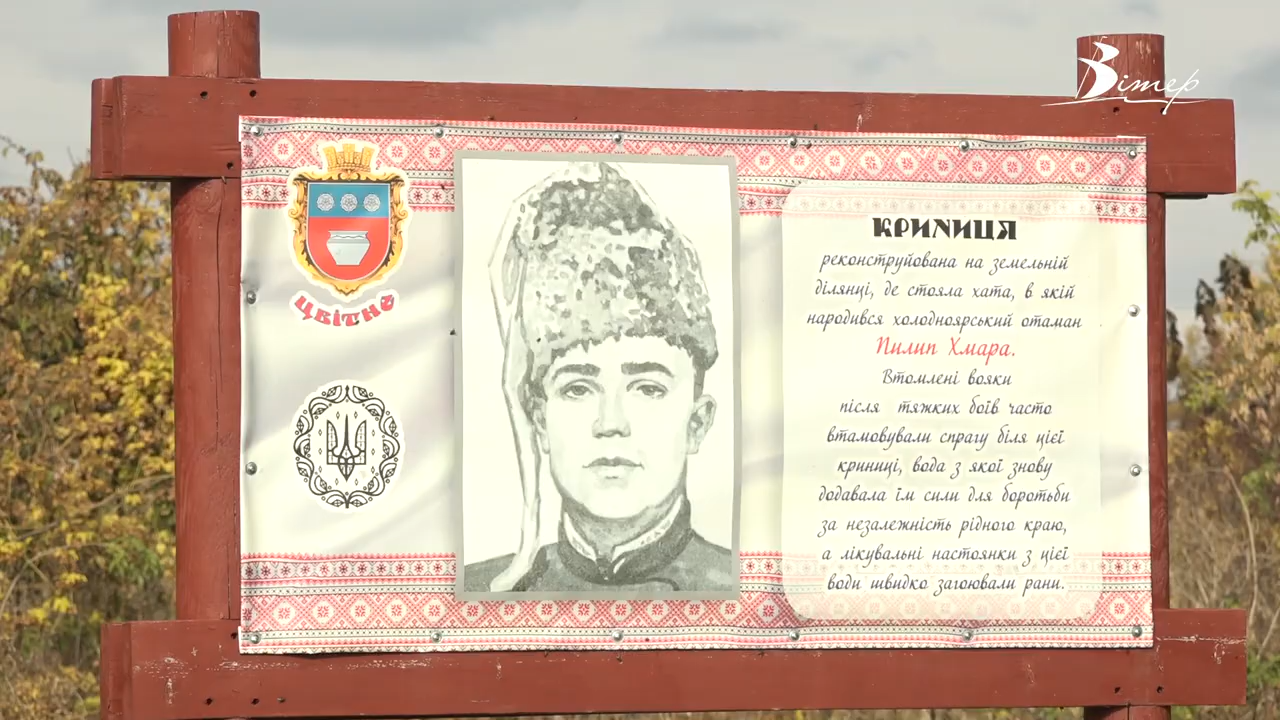 Вітер
ЦВІТНЕ
КРИНИЦЯ
реконструйована на земельній
ділянці, де стояла хата, в якій
народився холодноярський отаман
Пилип Хмара.
Втомлені вояки
після тяжких боїв часто
втамовували спрагу біля цієї
криниці, вода з якої знову
додавала їм сили для боротьби
за незалежність рідного краю,
а лікувальні настоянки з цієї
води швидко загоювали рани.